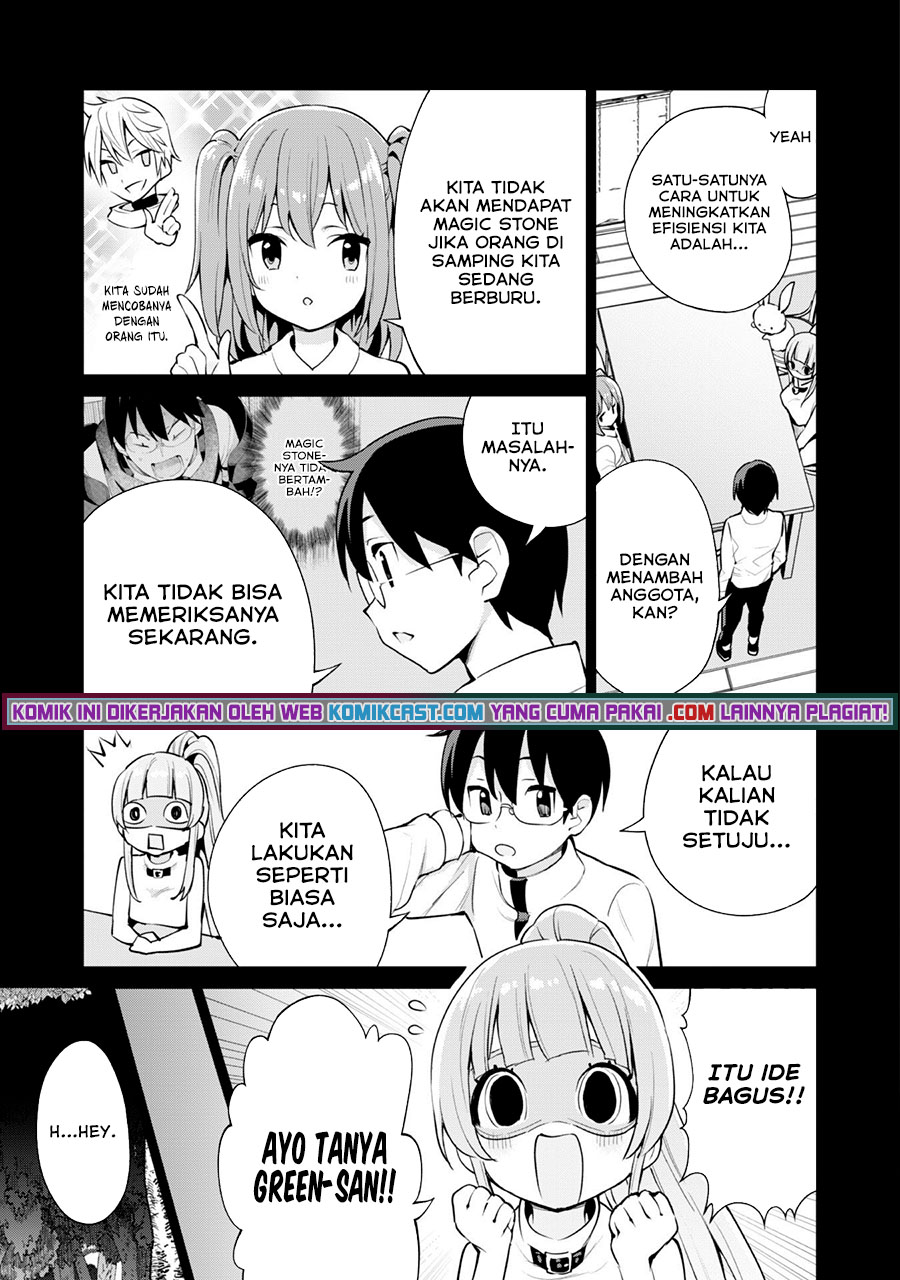 YEAH
SATU-SATUNYA
CARA UNTUK
MENINGKATKAN
EFISIENSI KITA
ADALAH...
DENGAN
MENAMBAH
ANGGOTA,
KAN?
KITA TIDAK
AKAN MENDAPAT
MAGIC STONE
JIKA ORANG DI
SAMPING KITA
SEDANG
BERBURU.
KITA SUDAH
MENCOBANYA
DENGAN
ORANG ITU.
ITU
MASALAH-
NYA.
MAGIC
STONE-
NYA TIDAK
BERTAM-
BAH!?
KITA TIDAK BISA
MEMERIKSANYA
SEKARANG.
KOMIK INI DIKERJAKAN OLEH WEB KOMIKCAST.COM YANG CUMA PAKAI .COM LAINNYA PLAGIAT!
KALAU
KALIAN
TIDAK
SETUJU...
KITA
LAKUKAN
SEPERTI
BIASA
SAJA...
ITU IDE
BAGUS!!
AYO TANYA
GREEN-SAN!!
H...HEY.